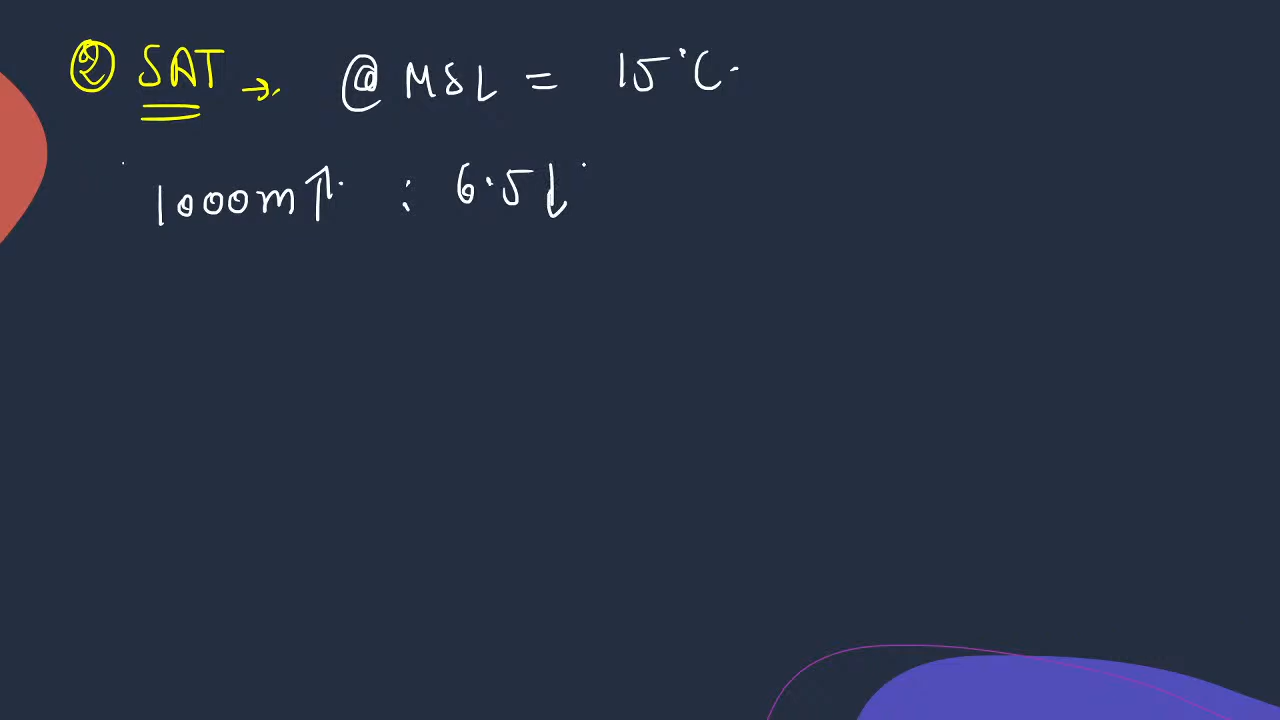 ② SAT → @ MSL = 15°C.
1000m↑ : 6.5↓